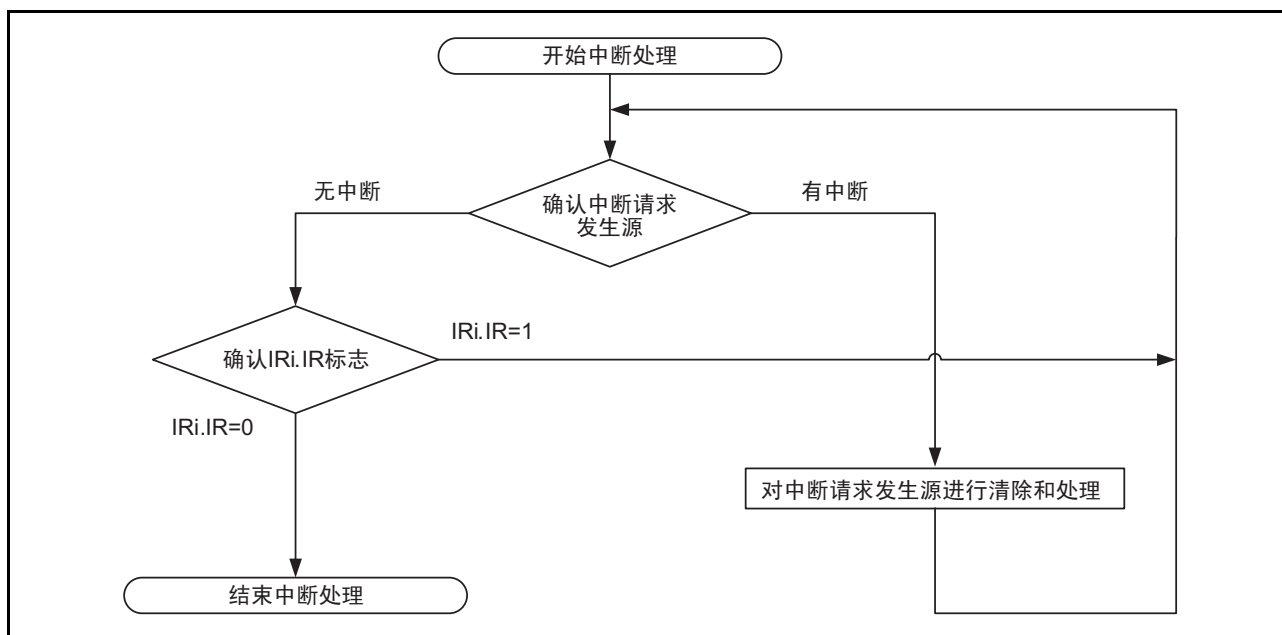 开始中断处理
无中断
有中断
确认中断请求
发生源
IRi.IR=1
确认IRi.IR标志
IRi.IR=0
对中断请求发生源进行清除和处理
结束中断处理